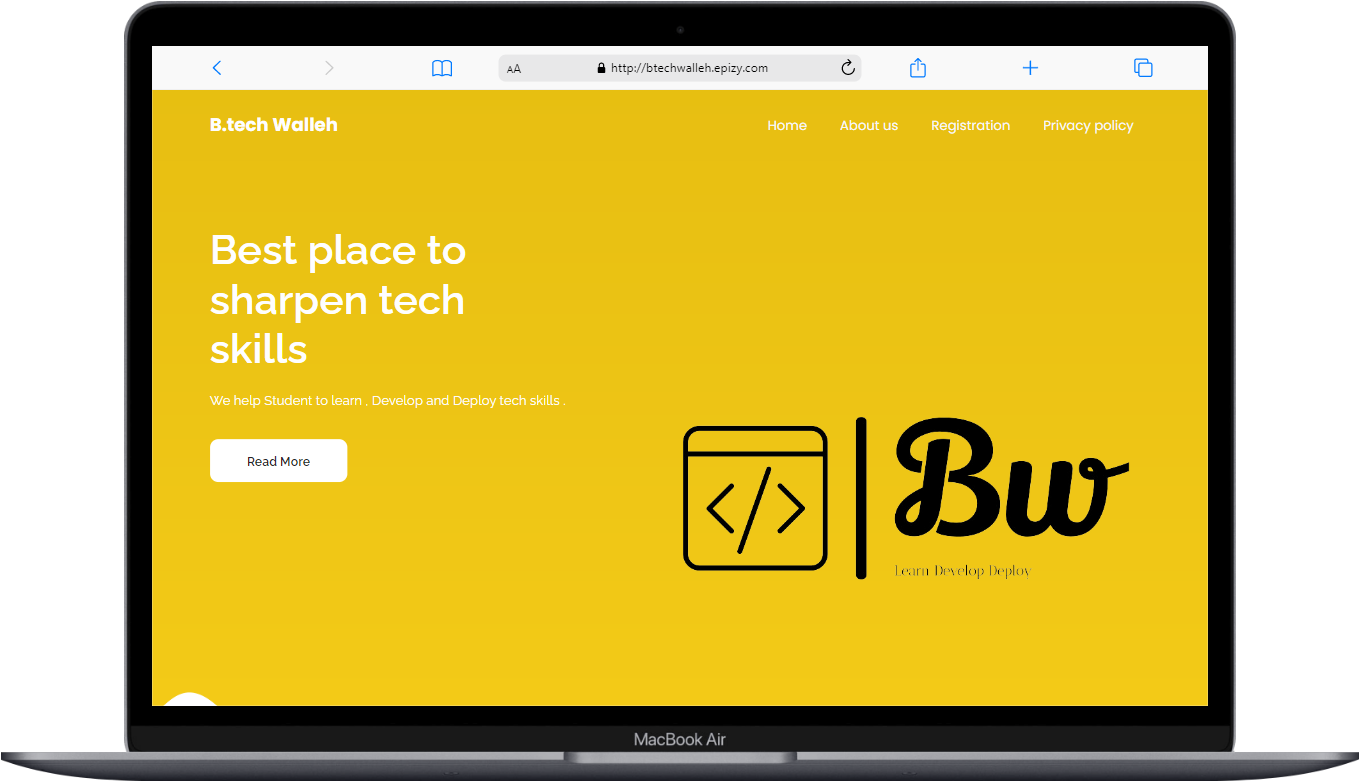 AA http://btechwalleh.epizy.com
B.tech Walleh Home About us Registration Privacy policy
Best place to
sharpen tech
skills
We help Student to learn , Develop and Deploy tech skills .
Read More
Bw
Learn Develop Deploy
MacBook Air